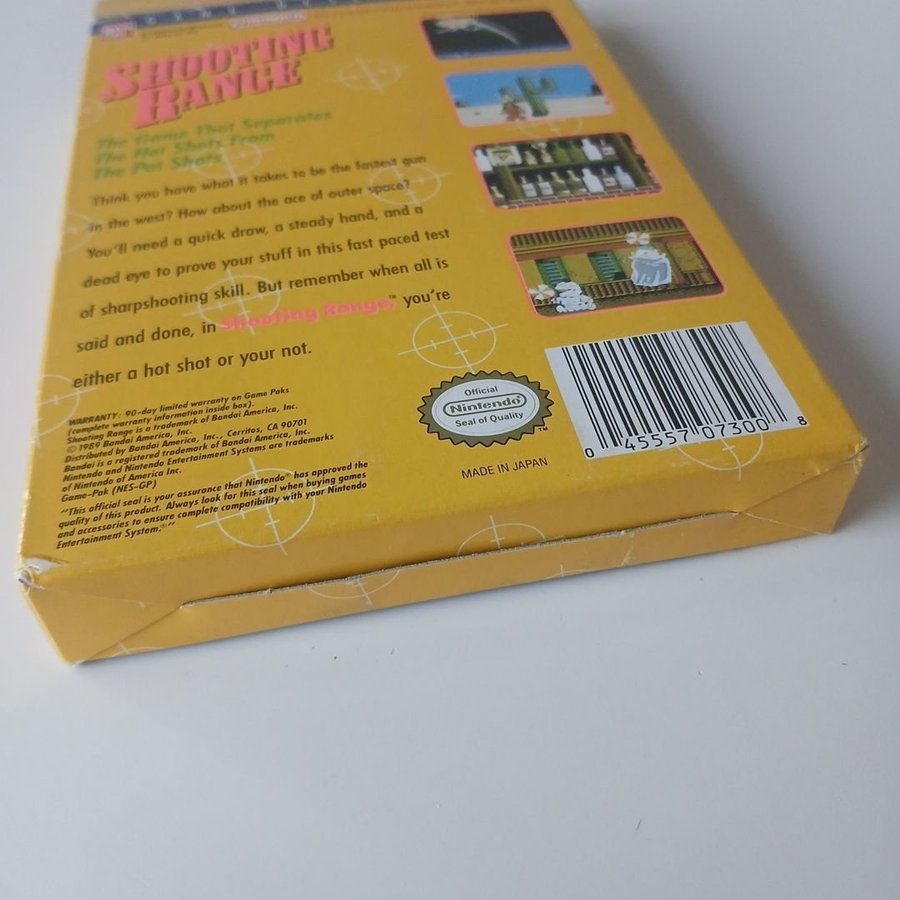 SHOOTING
RANGE
The Game That Separates
The Hot Shots From
The Pot Shots
Think you have what it takes to be the fastest gun
in the west? How about the ace of outer space?
You'll need a quick draw, a steady hand, and a
dead eye to prove your stuff in this fast paced test
of sharpshooting skill. But remember when all is
said and done, in Shooting Range,™ you're
either a hot shot or your not.
WARRANTY: 90-day limited warranty on Game Paks
(complete warranty information inside box).
Shooting Range is a trademark of Bandai America, Inc.
© 1989 Bandai America, Inc.
Distributed by Bandai America, Inc., Cerritos, CA 90701
Bandai is a registered trademark of Bandai America, Inc.
Nintendo and Nintendo Entertainment Systems are trademarks
of Nintendo of America Inc.
Game-Pak (NES-GP)
"This official seal is your assurance that Nintendo® has approved the
quality of this product. Always look for this seal when buying games
and accessories to ensure complete compatibility with your Nintendo
Entertainment System.®"
Official
Nintendo®
Seal of Quality
TM
MADE IN JAPAN
0 45557 07300 8